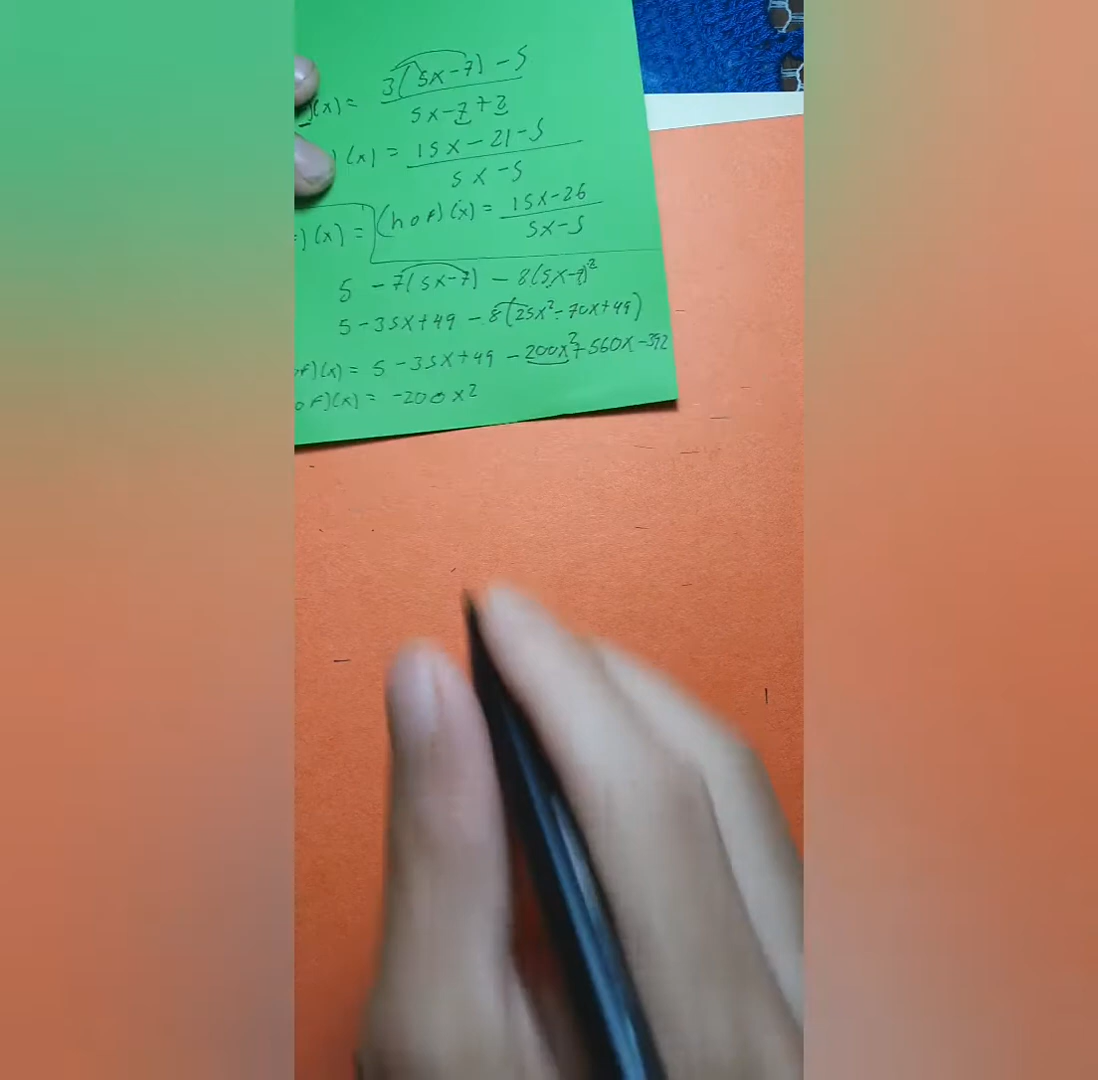 (x) = 3(5x-7) - 5 / 5x - 7 + 2
(x) = 15x - 21 - 5 / 5x - 5
)(x) = (h o f)(x) = 15x - 26 / 5x - 5
5 - 7(5x - 7) - 8(5x - 7)²
5 - 35x + 49 - 8(25x² - 70x + 49)
of)(x) = 5 - 35x + 49 - 200x² + 560x - 392
o f)(x) = -200x²